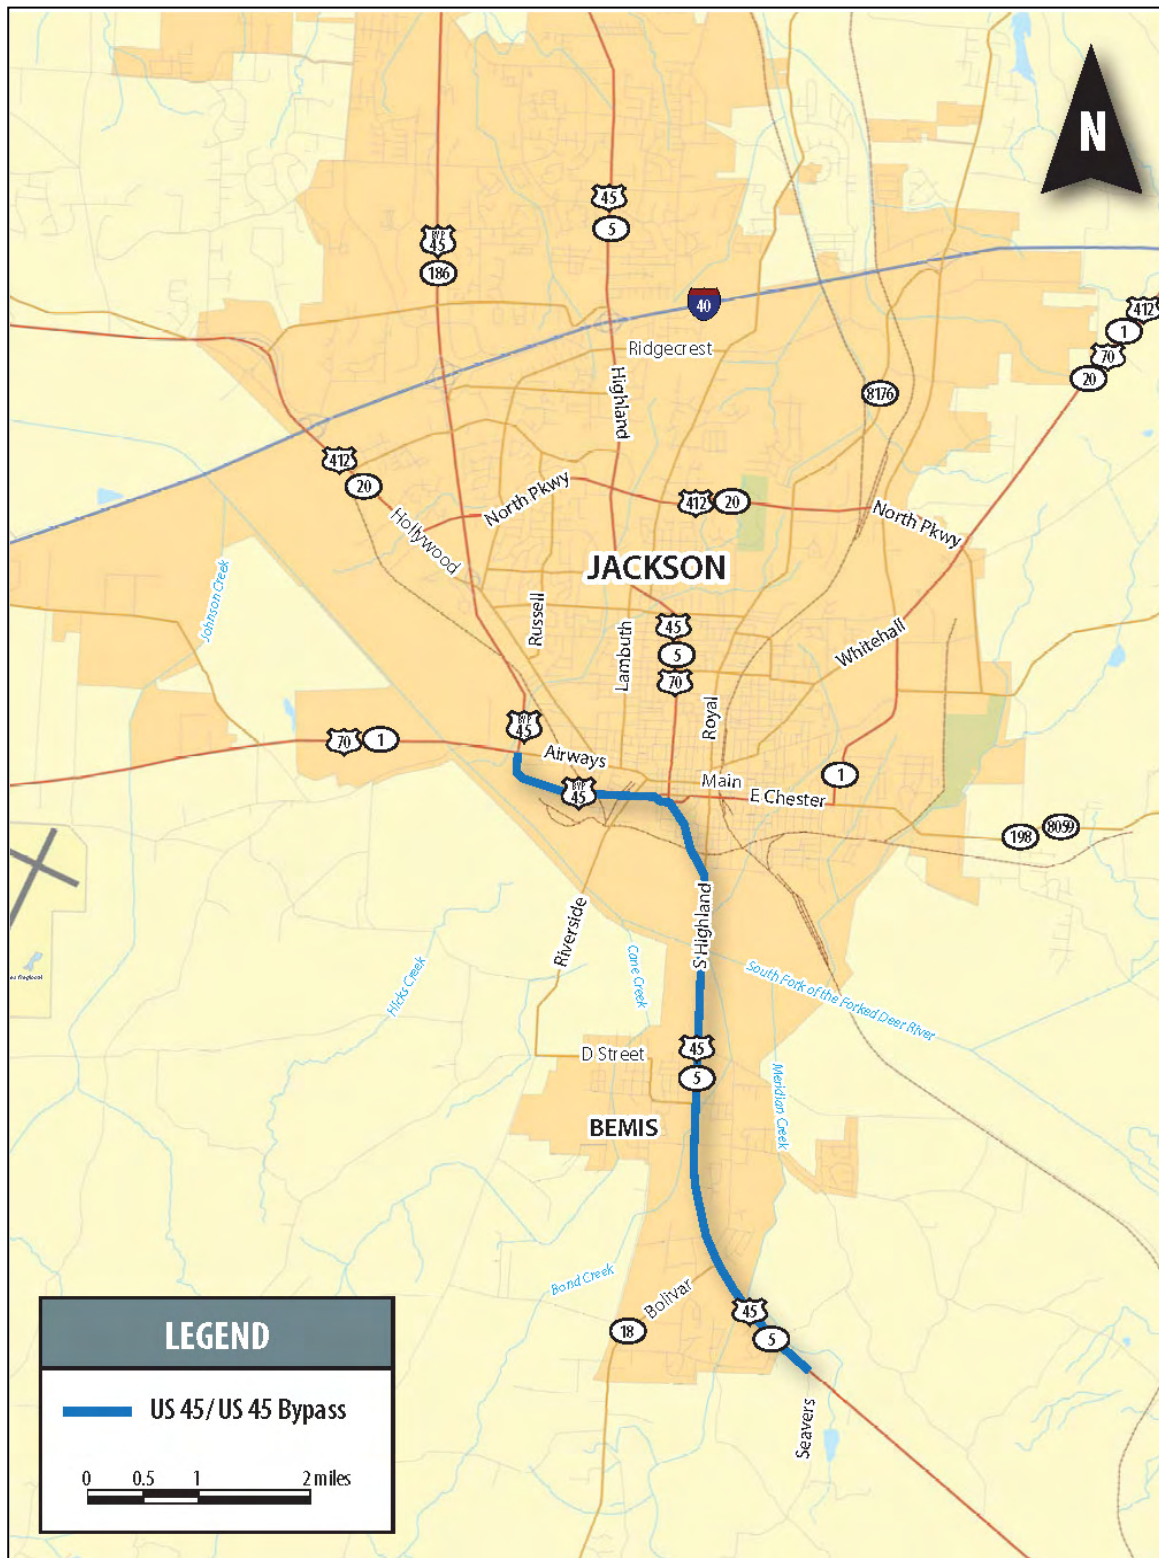 N
45
5
BYP
45
186
412
1
70
20
40
Ridgecrest
Highland
8176
412
20
Hollywood
North Pkwy
412
20
North Pkwy
JACKSON
Johnson Creek
Russell
Lambuth
45
5
70
Royal
Whitehall
BYP
45
70
1
Airways
Main
E Chester
1
BYP
45
198
8059
Riverside
S Highland
Cane Creek
Hicks Creek
South Fork of the Forked Deer River
D Street
45
5
Meridian Creek
BEMIS
Bond Creek
Bolivar
18
45
5
Seavers
LEGEND
US 45/ US 45 Bypass
0 0.5 1 2 miles